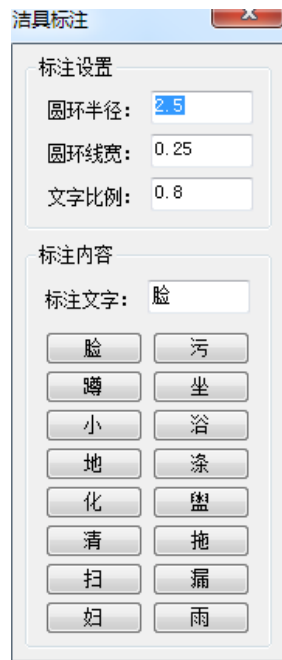 洁具标注
标注设置
圆环半径： 2.5
圆环线宽： 0.25
文字比例： 0.8
标注内容
标注文字： 脸
脸 污
蹲 坐
小 浴
地 涤
化 盥
清 拖
扫 漏
妇 雨